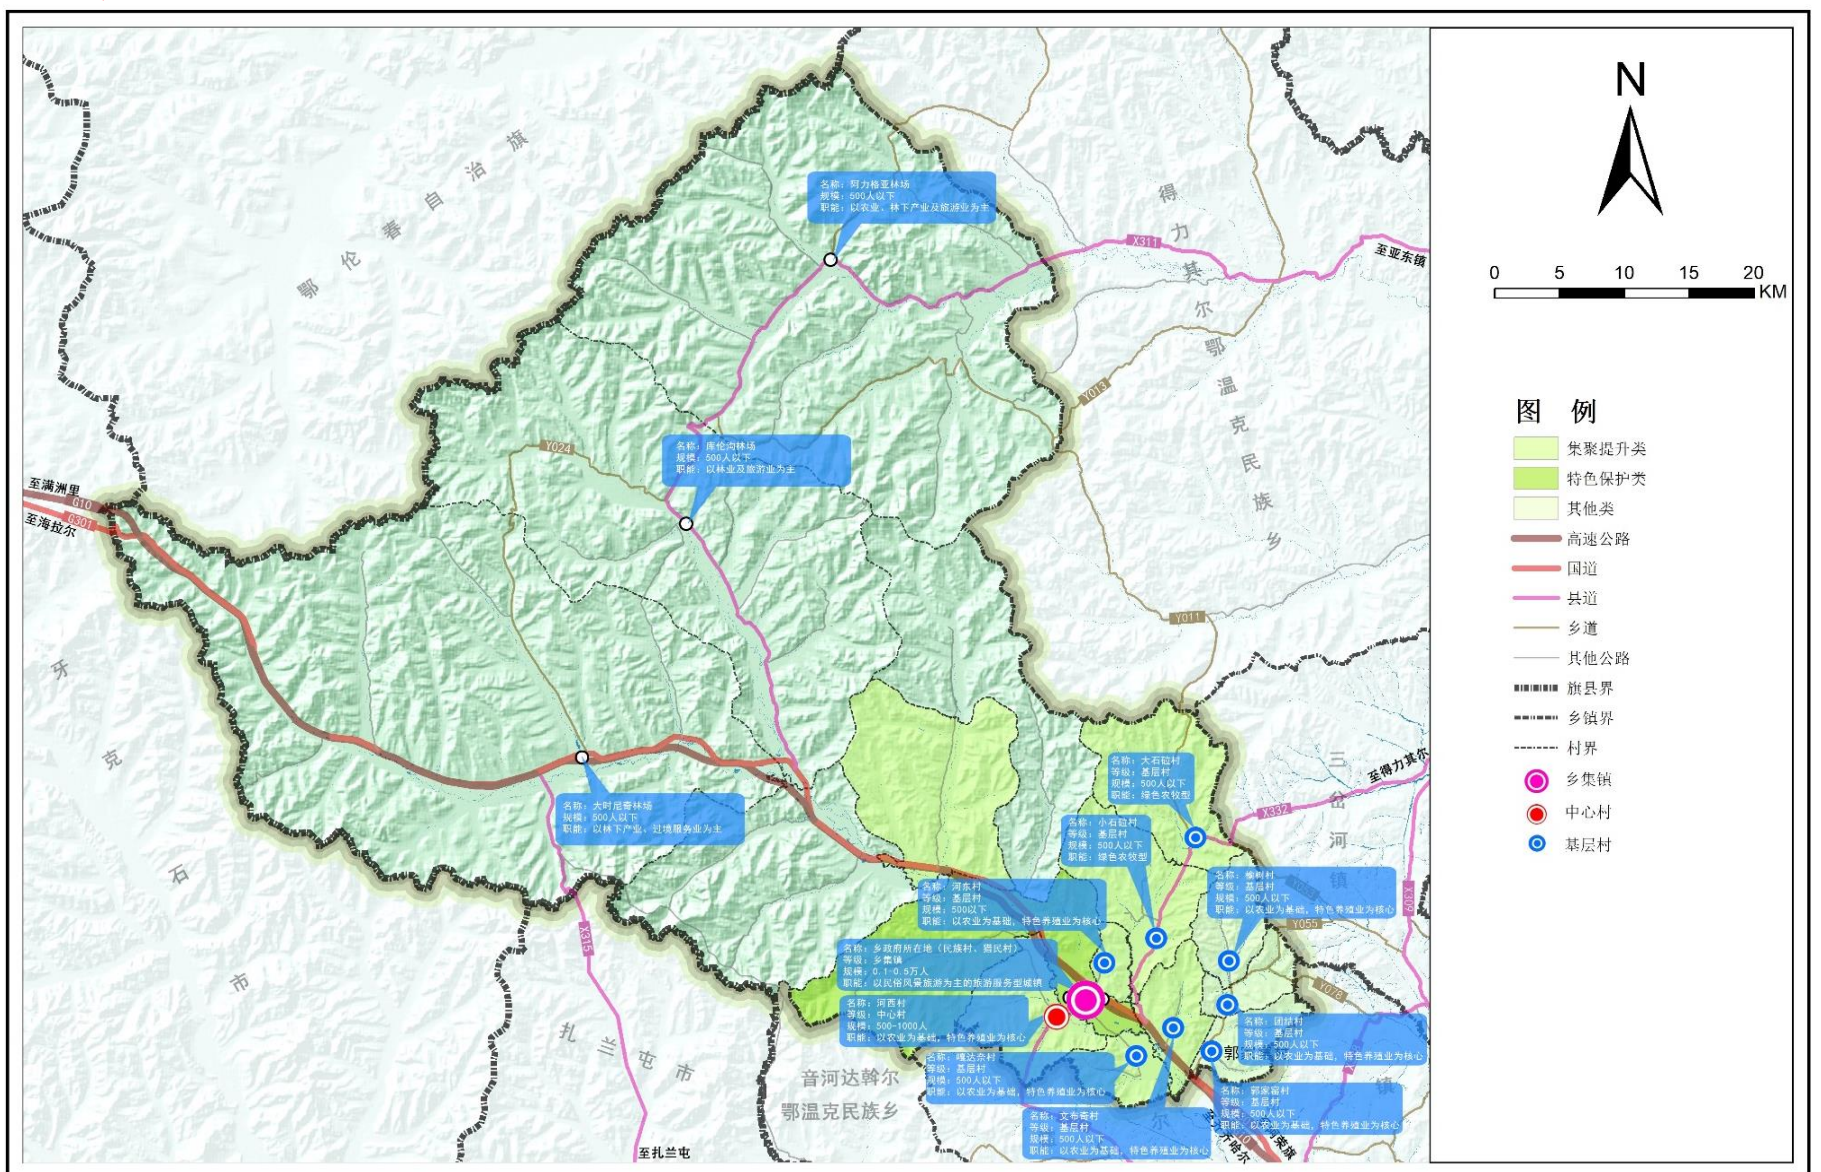 N
0 5 10 15 20 KM
图 例
集聚提升类
特色保护类
其他类
高速公路
国道
县道
乡道
其他公路
旗县界
乡镇界
村界
乡集镇
中心村
基层村
鄂伦春自治旗
得力其尔鄂温克民族乡
三岔河镇
牙克石市
扎兰屯市
音河达斡尔
鄂温克民族乡
至满洲里
G10
G301
至海拉尔
X311
至亚东镇
Y013
Y024
Y011
至得力其尔
X332
X309
Y055
Y078
X315
至扎兰屯
名称：阿力格亚林场
规模：500人以下
职能：以农业、林下产业及旅游业为主
名称：库伦沟林场
规模：500人以下
职能：以林业及旅游业为主
名称：大时尼奇林场
规模：500人以下
职能：以林下产业、过境服务业为主
名称：大石砬村
等级：基层村
规模：500人以下
职能：绿色农牧型
名称：小石砬村
等级：基层村
规模：500人以下
职能：绿色农牧型
名称：榆树村
等级：基层村
规模：500人以下
职能：以农业为基础，特色养殖业为核心
名称：河东村
等级：基层村
规模：500以下
职能：以农业为基础，特色养殖业为核心
名称：乡政府所在地（民族村、猎民村）
等级：乡集镇
规模：0.1-0.5万人
职能：以民俗风景旅游为主的旅游服务型城镇
名称：河西村
等级：中心村
规模：500-1000人
职能：以农业为基础，特色养殖业为核心
名称：团结村
等级：基层村
规模：500人以下
职能：以农业为基础，特色养殖业为核心
名称：嘎达奈村
等级：基层村
规模：500人以下
职能：以农业为基础，特色养殖业为核心
名称：郭家窑村
等级：基层村
规模：500人以下
职能：以农业为基础，特色养殖业为核心
名称：文布奇村
等级：基层村
规模：500人以下
职能：以农业为基础，特色养殖业为核心
郭
镇